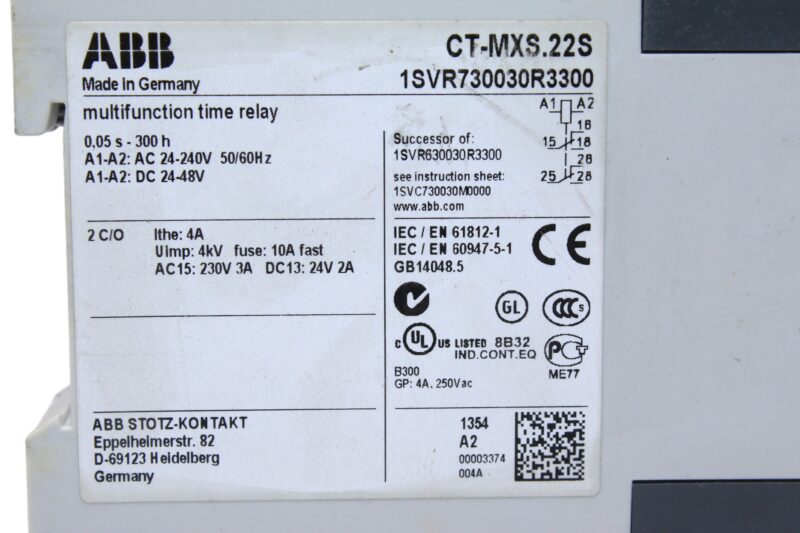 ABB
CT-MXS.22S
Made in Germany
1SVR730030R3300
multifunction time relay
0,05 s - 300 h
A1-A2: AC 24-240V 50/60Hz
A1-A2: DC 24-48V
Successor of:
1SVR630030R3300
see instruction sheet:
1SVC730030M0000
www.abb.com
A1 A2
16
15 18
26
25 28
2 C/O Ithe: 4A
Uimp: 4kV fuse: 10A fast
AC15: 230V 3A DC13: 24V 2A
IEC / EN 61812-1
IEC / EN 60947-5-1
GB14048.5
CE
GL
CCC S
C UL US LISTED 8B32
IND.CONT.EQ
PCT
ME77
B300
GP: 4A, 250Vac
ABB STOTZ-KONTAKT
Eppelheimerstr. 82
D-69123 Heidelberg
Germany
1354
A2
00003374
004A